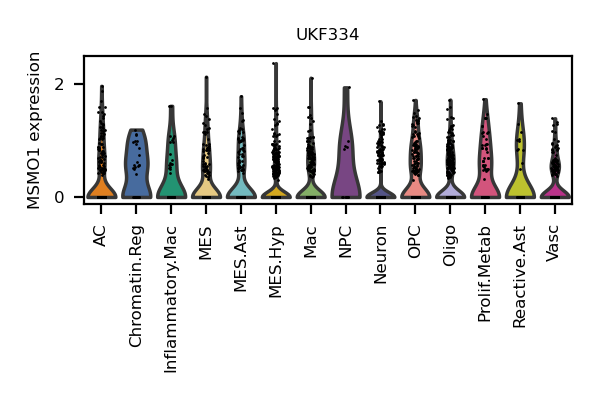 UKF334
MSMO1 expression
2
0
AC
Chromatin.Reg
Inflammatory.Mac
MES
MES.Ast
MES.Hyp
Mac
NPC
Neuron
OPC
Oligo
Prolif.Metab
Reactive.Ast
Vasc